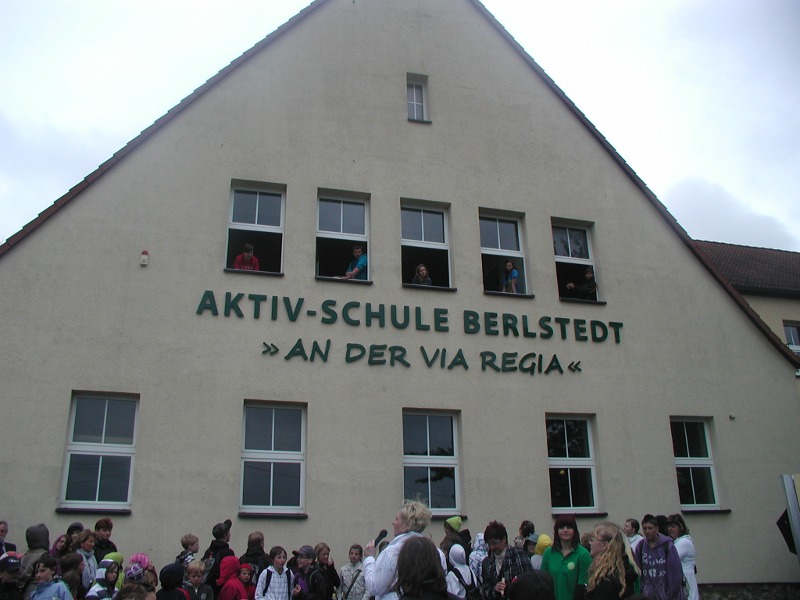 AKTIV-SCHULE BERLSTEDT
»AN DER VIA REGIA«